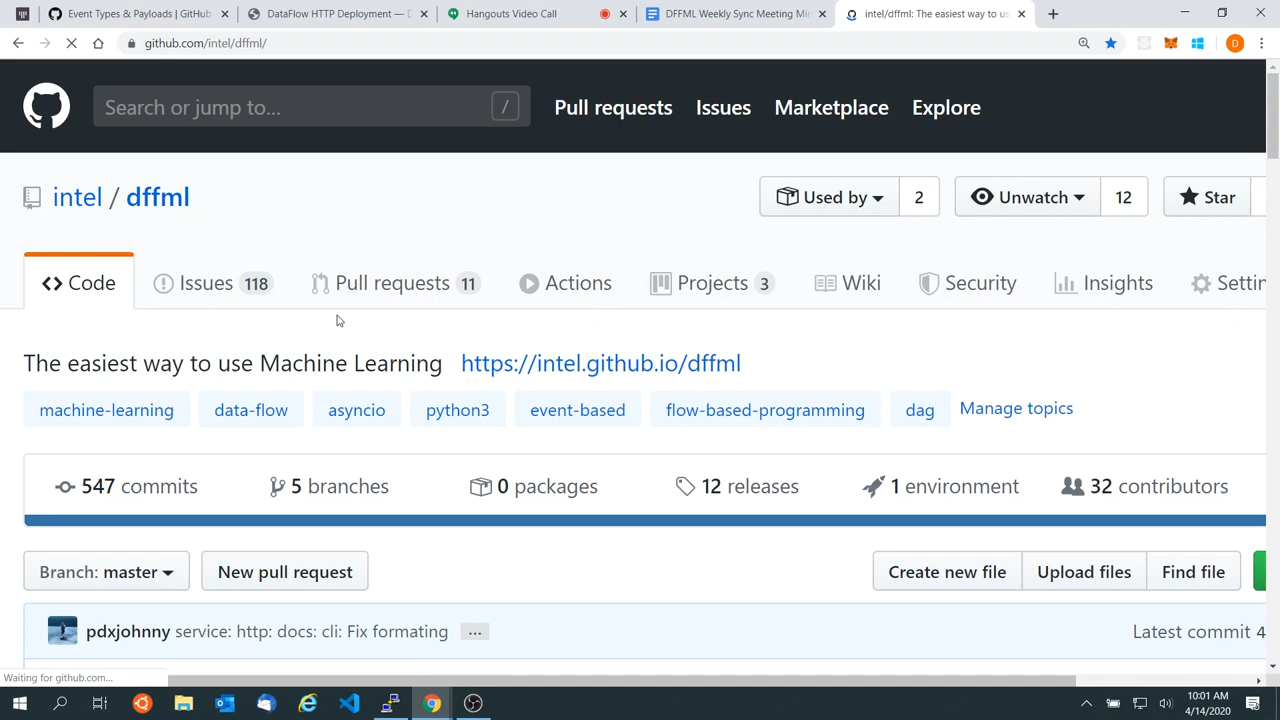 Event Types & Payloads | GitHub
DataFlow HTTP Deployment — D
Hangouts Video Call
DFFML Weekly Sync Meeting Min
intel/dffml: The easiest way to us
github.com/intel/dffml/
D
Search or jump to...
/
Pull requests
Issues
Marketplace
Explore
intel / dffml
Used by
2
Unwatch
12
Star
Code
Issues 118
Pull requests 11
Actions
Projects 3
Wiki
Security
Insights
Settin
The easiest way to use Machine Learning https://intel.github.io/dffml
machine-learning
data-flow
asyncio
python3
event-based
flow-based-programming
dag
Manage topics
547 commits
5 branches
0 packages
12 releases
1 environment
32 contributors
Branch: master
New pull request
Create new file
Upload files
Find file
pdxjohnny service: http: docs: cli: Fix formating
...
Latest commit 4
Waiting for github.com...
10:01 AM
4/14/2020